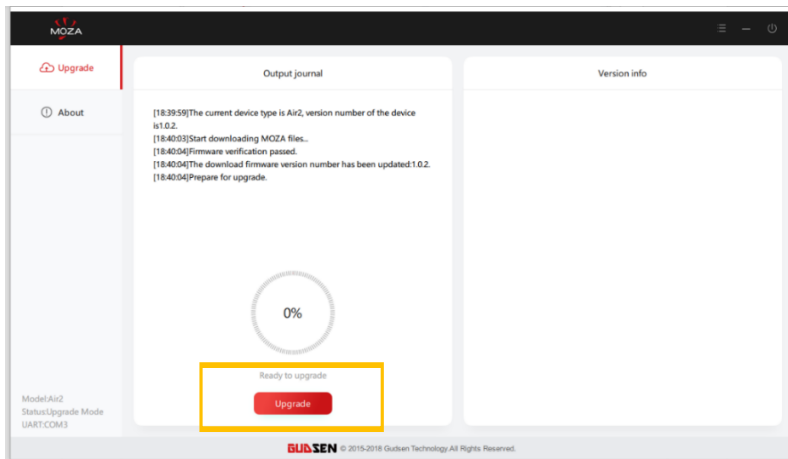 MOZA
Upgrade
About
Output journal
[18:39:59]The current device type is Air2, version number of the device
is1.0.2.
[18:40:03]Start downloading MOZA files...
[18:40:04]Firmware verification passed.
[18:40:04]The download firmware version number has been updated:1.0.2.
[18:40:04]Prepare for upgrade.
0%
Ready to upgrade
Upgrade
Version info
Model:Air2
Status:Upgrade Mode
UART:COM3
GUDSEN © 2015-2018 Gudsen Technology.All Rights Reserved.